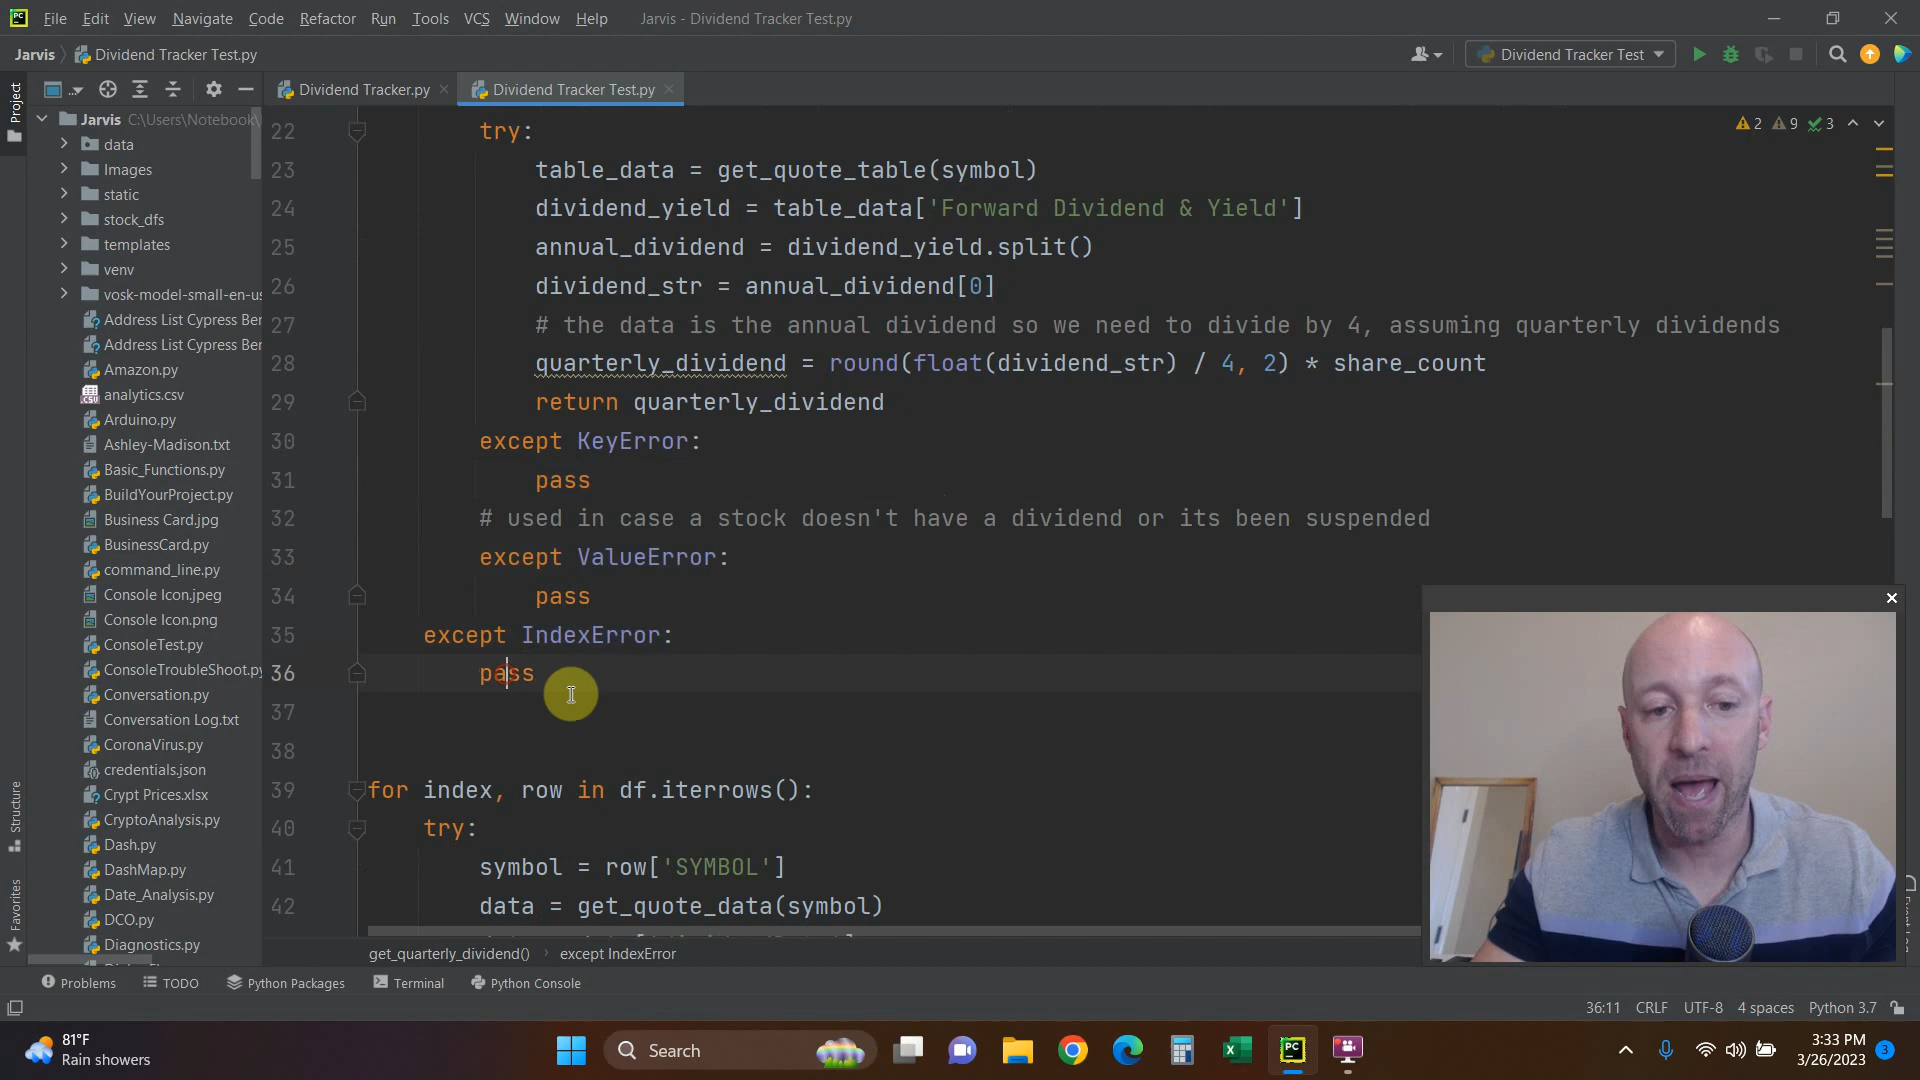 PC File Edit View Navigate Code Refactor Run Tools VCS Window Help Jarvis - Dividend Tracker Test.py
Jarvis Dividend Tracker Test.py Dividend Tracker Test
Project
Dividend Tracker.py Dividend Tracker Test.py
Jarvis C:\Users\Notebook\
data
Images
static
stock_dfs
templates
venv
vosk-model-small-en-us
Address List Cypress Ber
Address List Cypress Ber
Amazon.py
analytics.csv
Arduino.py
Ashley-Madison.txt
Basic_Functions.py
BuildYourProject.py
Business Card.jpg
BusinessCard.py
command_line.py
Console Icon.jpeg
Console Icon.png
ConsoleTest.py
ConsoleTroubleShoot.py
Conversation.py
Conversation Log.txt
CoronaVirus.py
credentials.json
Crypt Prices.xlsx
CryptoAnalysis.py
Dash.py
DashMap.py
Date_Analysis.py
DCO.py
Diagnostics.py
Structure
Favorites
2 9 3
22 try:
23 table_data = get_quote_table(symbol)
24 dividend_yield = table_data['Forward Dividend & Yield']
25 annual_dividend = dividend_yield.split()
26 dividend_str = annual_dividend[0]
27 # the data is the annual dividend so we need to divide by 4, assuming quarterly dividends
28 quarterly_dividend = round(float(dividend_str) / 4, 2) * share_count
29 return quarterly_dividend
30 except KeyError:
31 pass
32 # used in case a stock doesn't have a dividend or its been suspended
33 except ValueError:
34 pass
35 except IndexError:
36 pass
37
38
39 for index, row in df.iterrows():
40 try:
41 symbol = row['SYMBOL']
42 data = get_quote_data(symbol)
get_quarterly_dividend() › except IndexError
Problems TODO Python Packages Terminal Python Console
36:11 CRLF UTF-8 4 spaces Python 3.7
81°F
Rain showers
Search
PC
3:33 PM
3/26/2023
3